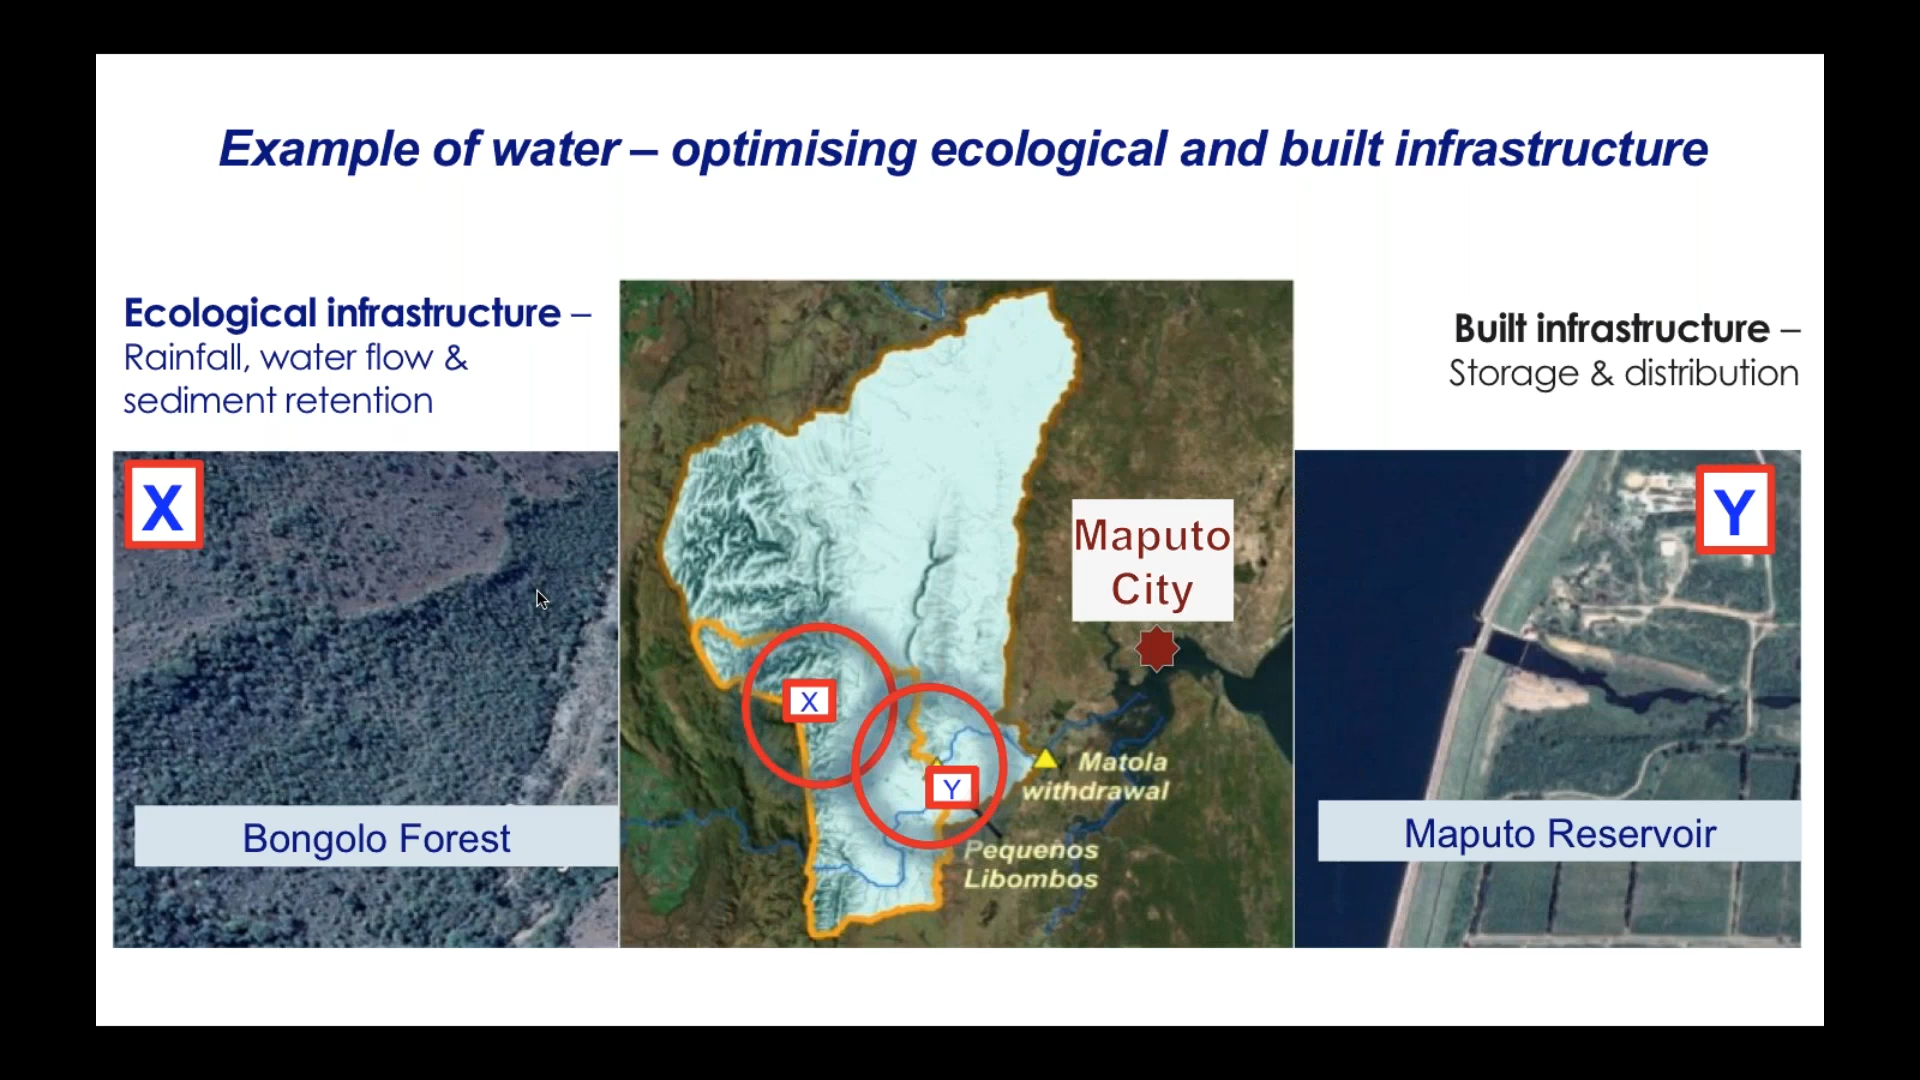 Example of water – optimising ecological and built infrastructure
Ecological infrastructure –
Rainfall, water flow &
sediment retention
X
Bongolo Forest
Maputo
City
X
Y
Matola
withdrawal
Pequenos
Libombos
Built infrastructure –
Storage & distribution
Y
Maputo Reservoir